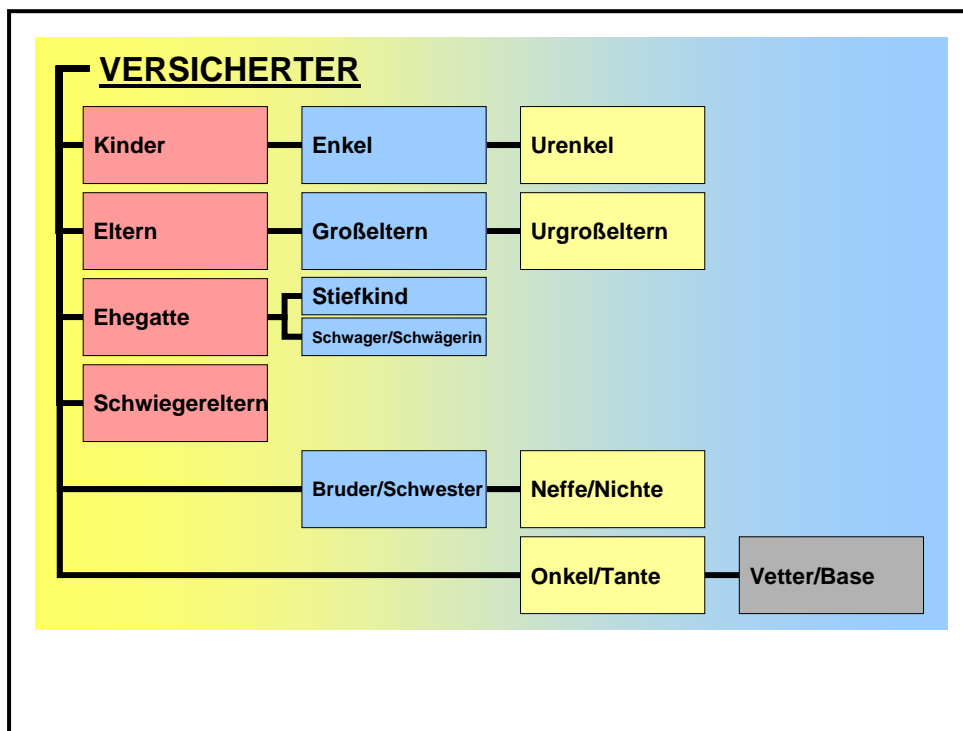 VERSICHERTER
Kinder
Enkel
Urenkel
Eltern
Großeltern
Urgroßeltern
Ehegatte
Stiefkind
Schwager/Schwägerin
Schwiegereltern
Bruder/Schwester
Neffe/Nichte
Onkel/Tante
Vetter/Base